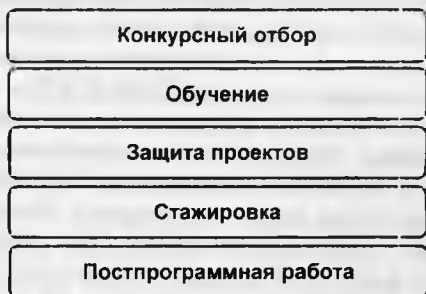 Конкурсный отбор
Обучение
Защита проектов
Стажировка
Постпрограммная работа